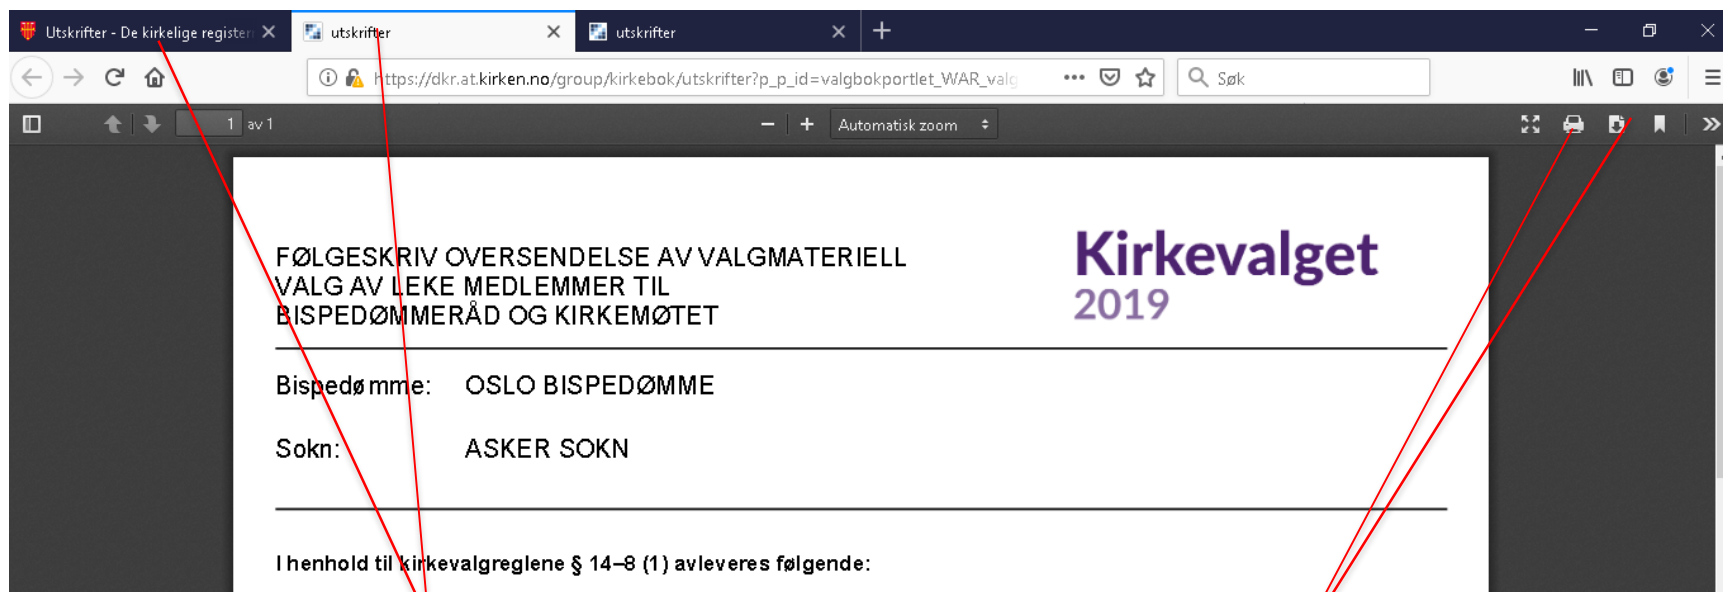 Utskrifter - De kirkelige register
utskrifter
utskrifter
https://dkr.at.kirken.no/group/kirkebok/utskrifter?p_p_id=valgbokportlet_WAR_valg
Søk
1 av 1
Automatisk zoom
FØLGESKRIV OVERSENDELSE AV VALGMATERIELL
VALG AV LEKE MEDLEMMER TIL
BISPEDØMMERÅD OG KIRKEMØTET
Kirkevalget
2019
Bispedømme: OSLO BISPEDØMME
Sokn: ASKER SOKN
I henhold til kirkevalgreglene § 14–8 (1) avleveres følgende: